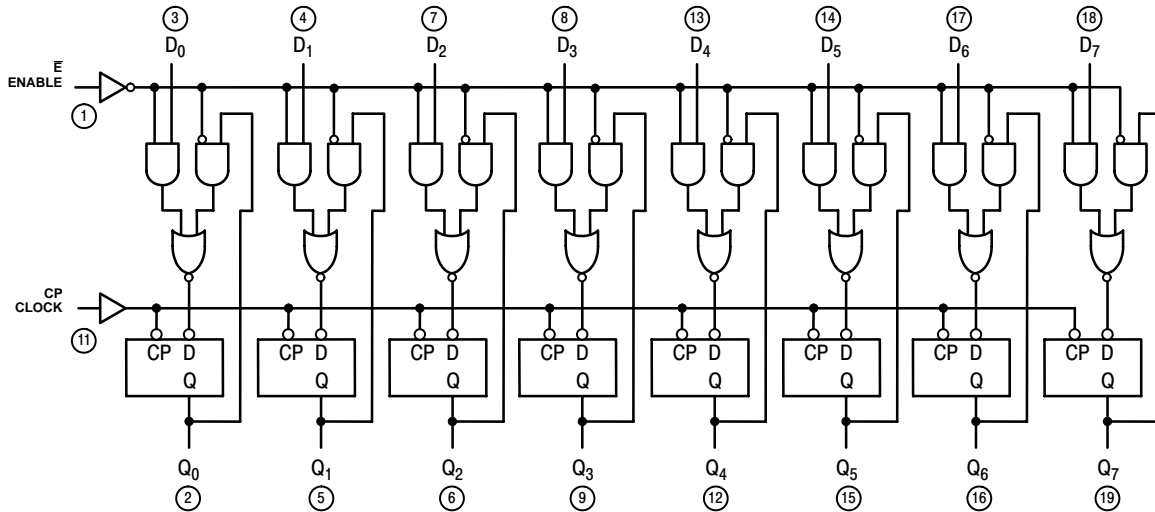 3 4 7 8 13 14 17 18
D0 D1 D2 D3 D4 D5 D6 D7
E̅
ENABLE
1
CP
CLOCK
11
CP D CP D CP D CP D CP D CP D CP D CP D
Q Q Q Q Q Q Q Q
Q0 Q1 Q2 Q3 Q4 Q5 Q6 Q7
2 5 6 9 12 15 16 19